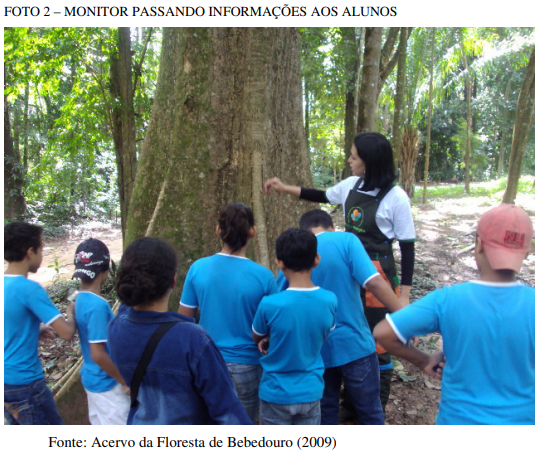 FOTO 2 – MONITOR PASSANDO INFORMAÇÕES AOS ALUNOS
Fonte: Acervo da Floresta de Bebedouro (2009)